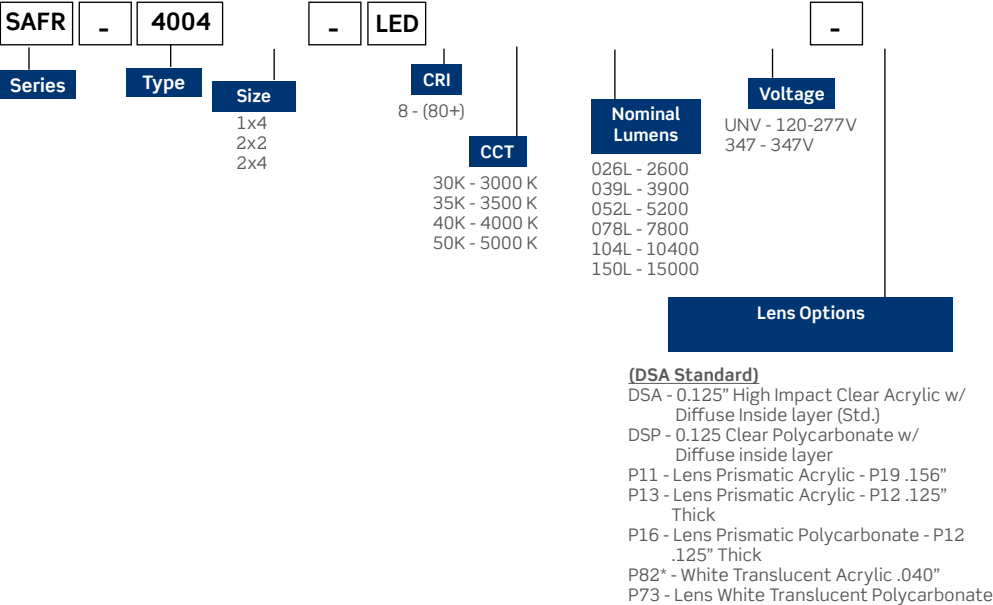 SAFR - 4004 - LED -
Series
Type
Size
1x4
2x2
2x4
CRI
8 - (80+)
CCT
30K - 3000 K
35K - 3500 K
40K - 4000 K
50K - 5000 K
Nominal
Lumens
026L - 2600
039L - 3900
052L - 5200
078L - 7800
104L - 10400
150L - 15000
Voltage
UNV - 120-277V
347 - 347V
Lens Options
(DSA Standard)
DSA - 0.125” High Impact Clear Acrylic w/
Diffuse Inside layer (Std.)
DSP - 0.125 Clear Polycarbonate w/
Diffuse inside layer
P11 - Lens Prismatic Acrylic - P19 .156”
P13 - Lens Prismatic Acrylic - P12 .125”
Thick
P16 - Lens Prismatic Polycarbonate - P12
.125” Thick
P82* - White Translucent Acrylic .040”
P73 - Lens White Translucent Polycarbonate